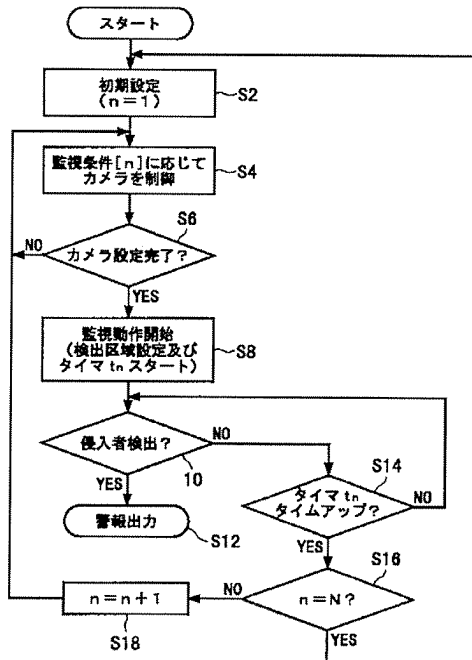 スタート
初期設定
(n=1)
S2
監視条件[n]に応じて
カメラを制御
S4
S6
カメラ設定完了?
NO
YES
監視動作開始
(検出区域設定及び
タイマ tn スタート)
S8
侵入者検出?
NO
10
YES
警報出力
S12
S14
タイマ tn
タイムアップ?
NO
YES
S16
n=N?
NO
n=n+1
S18
YES